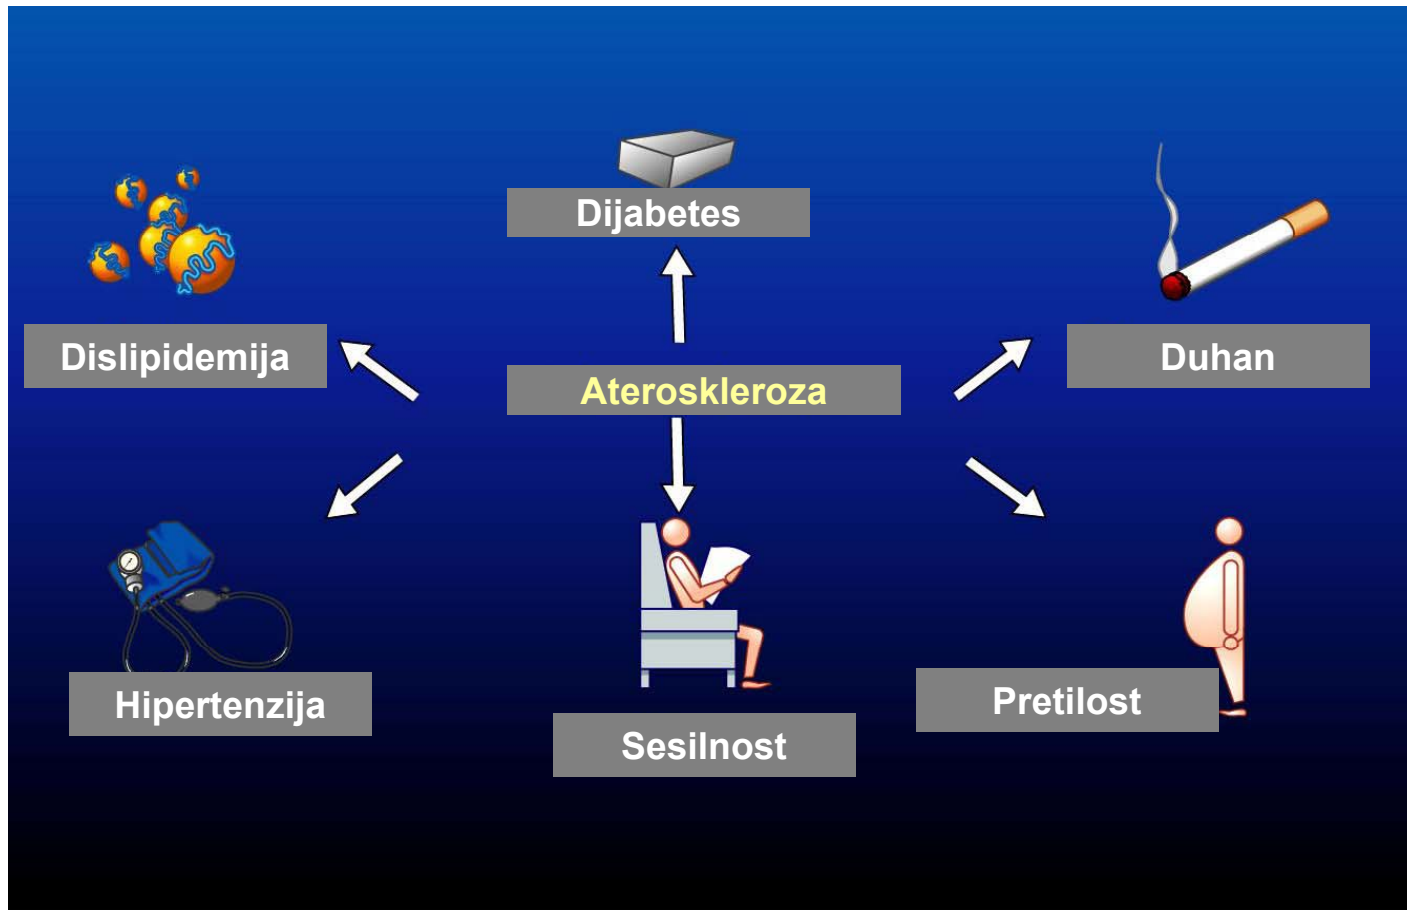 Dijabetes
Dislipidemija
Duhan
Ateroskleroza
Hipertenzija
Sesilnost
Pretilost